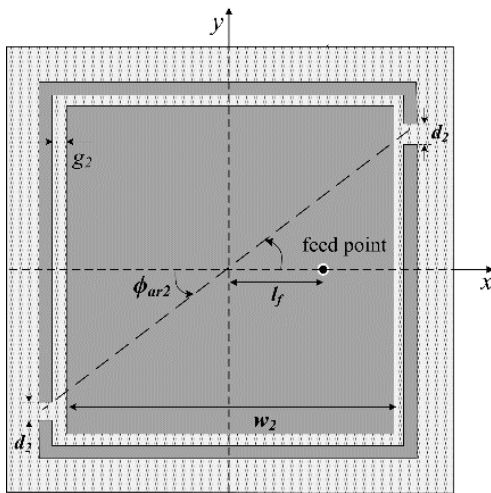 y
d₂
g₂
feed point
x
ϕar2
lf
w₂
d₂